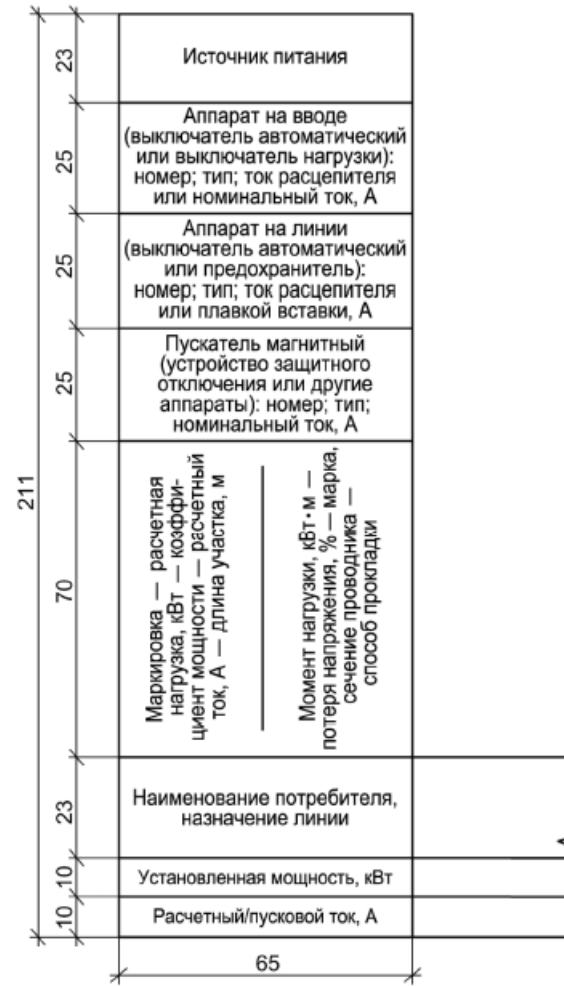 23
Источник питания
25
Аппарат на вводе
(выключатель автоматический
или выключатель нагрузки):
номер; тип; ток расцепителя
или номинальный ток, А
25
Аппарат на линии
(выключатель автоматический
или предохранитель):
номер; тип; ток расцепителя
или плавкой вставки, А
25
Пускатель магнитный
(устройство защитного
отключения или другие
аппараты): номер; тип;
номинальный ток, А
211
70
Маркировка — расчетная
нагрузка, кВт — коэффи-
циент мощности — расчетный
ток, А — длина участка, м
Момент нагрузки, кВт·м —
потеря напряжения, % — марка,
сечение проводника —
способ прокладки
23
Наименование потребителя,
назначение линии
10
Установленная мощность, кВт
10
Расчетный/пусковой ток, А
65